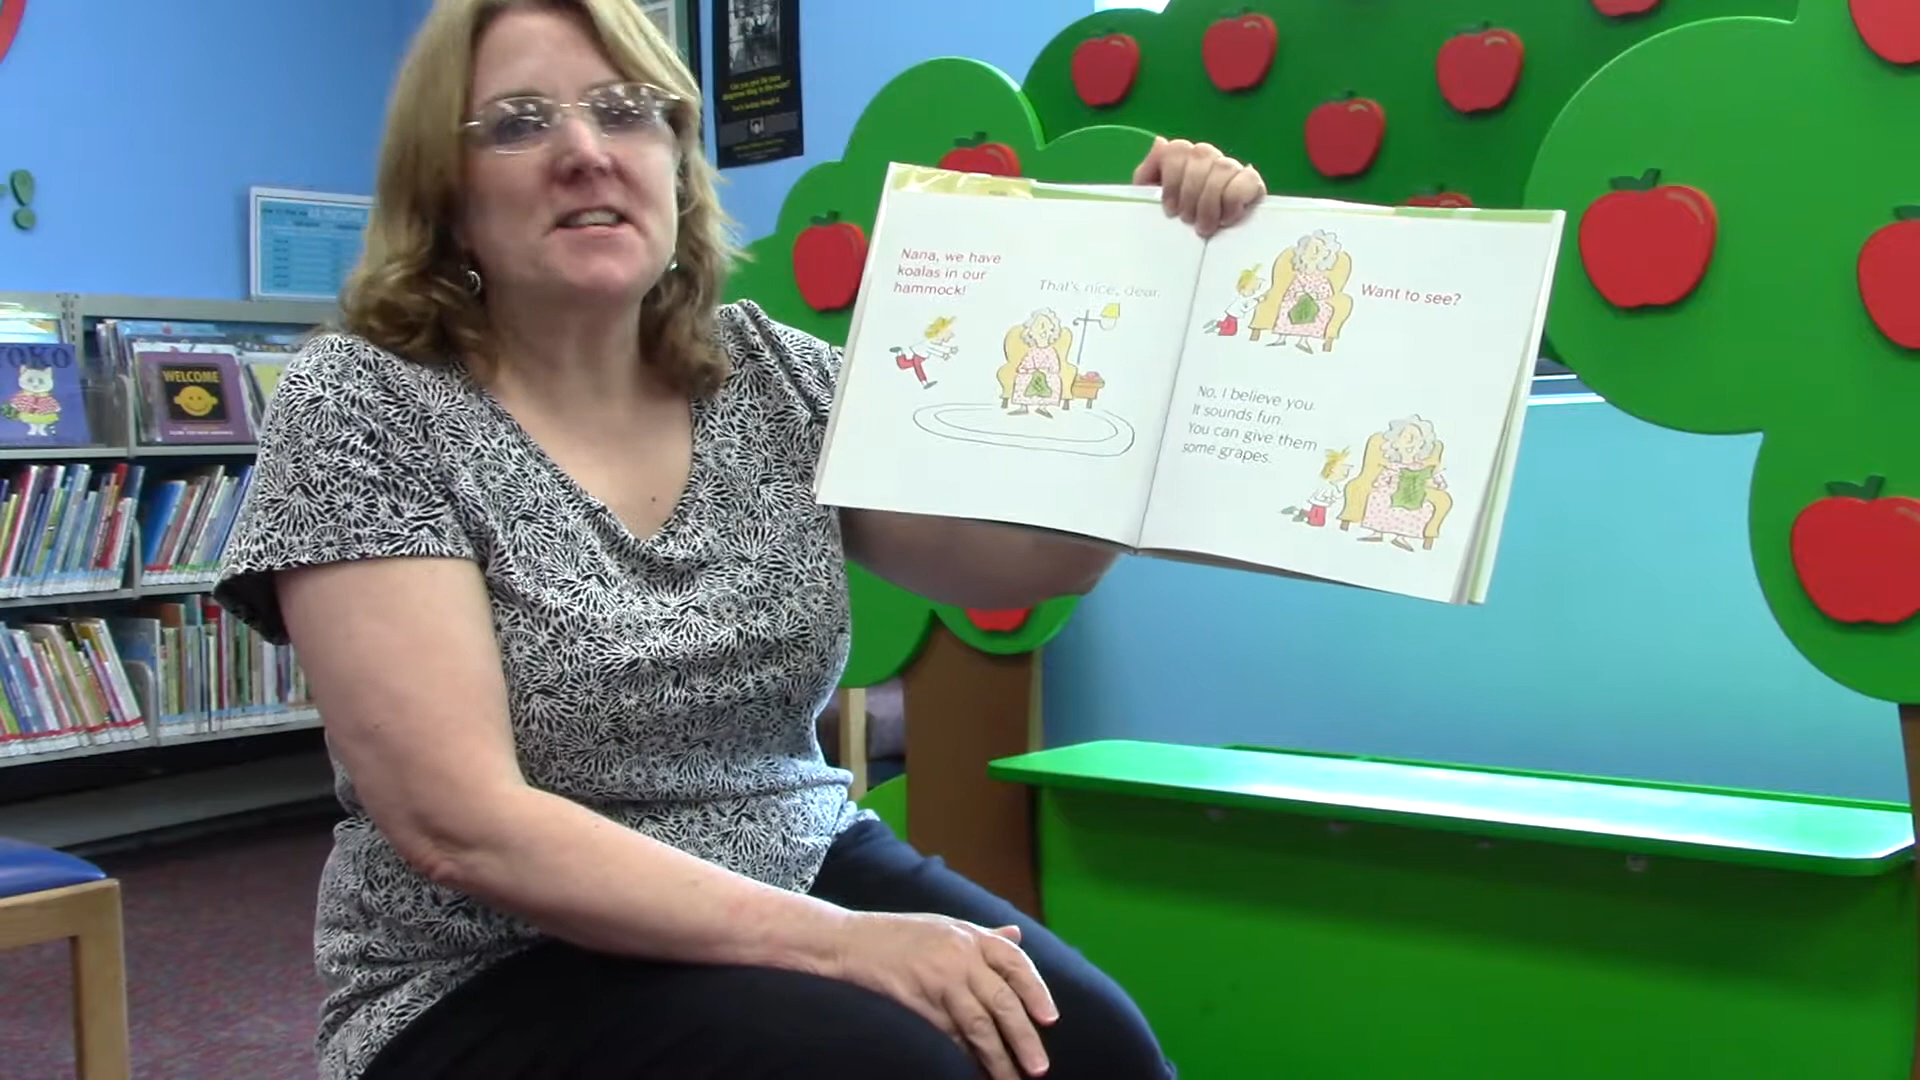 Nana, we have
koalas in our
hammock!
That's nice, dear.
Want to see?
No, I believe you.
It sounds fun.
You can give them
some grapes.
YOKO
WELCOME